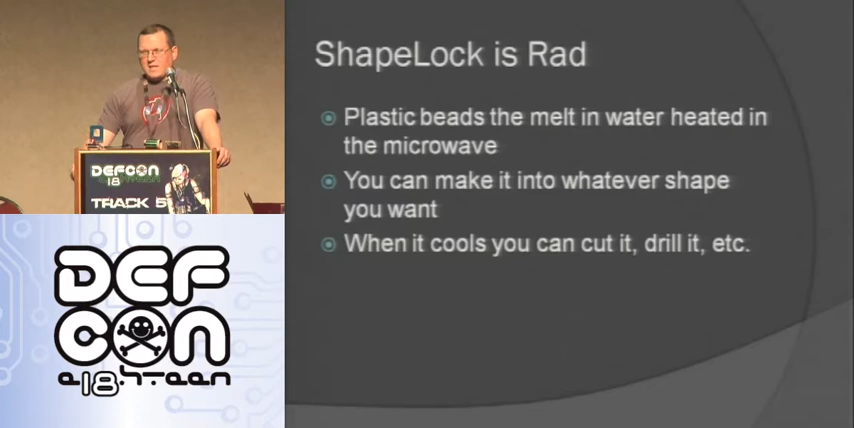 DEFCON
18
TRACK 5
DEF
CON
e18hteen
ShapeLock is Rad
Plastic beads the melt in water heated in
the microwave
You can make it into whatever shape
you want
When it cools you can cut it, drill it, etc.